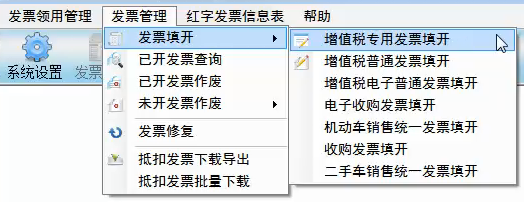 发票领用管理 发票管理 红字发票信息表 帮助
系统设置 发票
发票填开
已开发票查询
已开发票作废
未开发票作废
发票修复
抵扣发票下载导出
抵扣发票批量下载
增值税专用发票填开
增值税普通发票填开
增值税电子普通发票填开
电子收购发票填开
机动车销售统一发票填开
收购发票填开
二手车销售统一发票填开